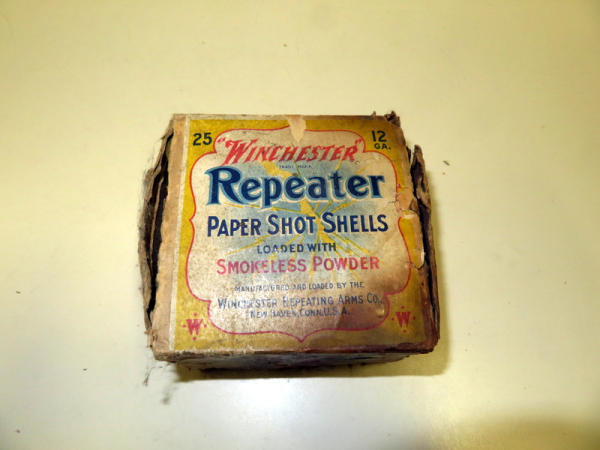 25 "WINCHESTER" 12 GA.
TRADE MARK
Repeater
PAPER SHOT SHELLS
LOADED WITH
SMOKELESS POWDER
MANUFACTURED AND LOADED BY THE
WINCHESTER REPEATING ARMS CO.,
NEW HAVEN, CONN. U.S.A.
W W